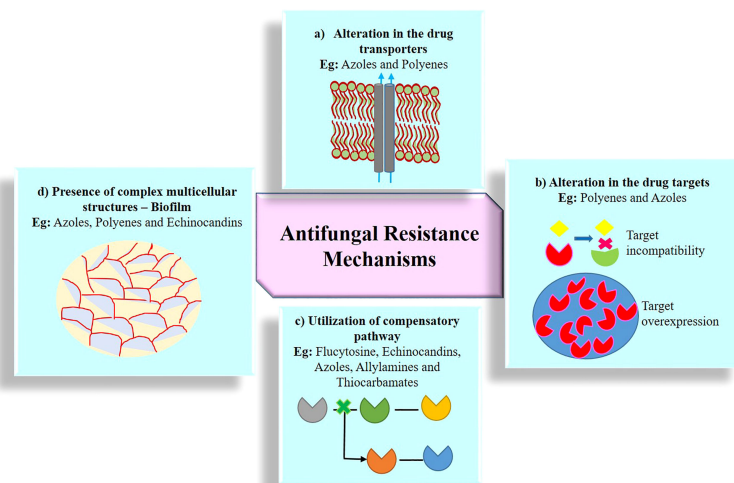 a) Alteration in the drug
transporters
Eg: Azoles and Polyenes
b) Alteration in the drug targets
Eg: Polyenes and Azoles
Target
incompatibility
Target
overexpression
d) Presence of complex multicellular
structures – Biofilm
Eg: Azoles, Polyenes and Echinocandins
Antifungal Resistance
Mechanisms
c) Utilization of compensatory
pathway
Eg: Flucytosine, Echinocandins,
Azoles, Allylamines and
Thiocarbamates